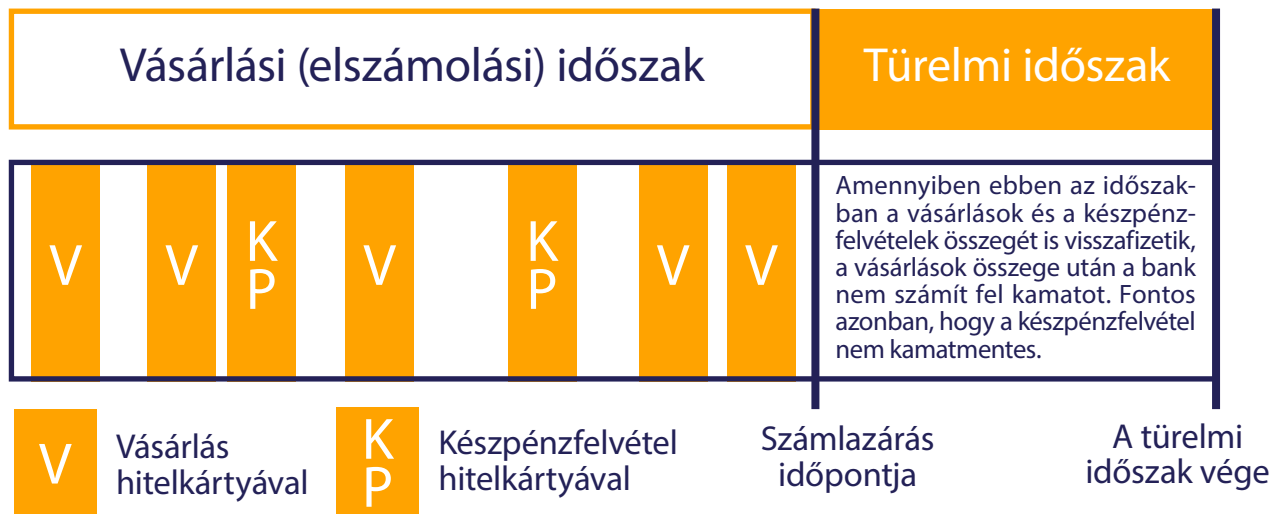 Vásárlási (elszámolási) időszak
Türelmi időszak
V
V
K
P
V
K
P
V
V
Amennyiben ebben az időszak-
ban a vásárlások és a készpénz-
felvételek összegét is visszafizetik,
a vásárlások összege után a bank
nem számít fel kamatot. Fontos
azonban, hogy a készpénzfelvétel
nem kamatmentes.
V
Vásárlás
hitelkártyával
K
P
Készpénzfelvétel
hitelkártyával
Számlazárás
időpontja
A türelmi
időszak vége